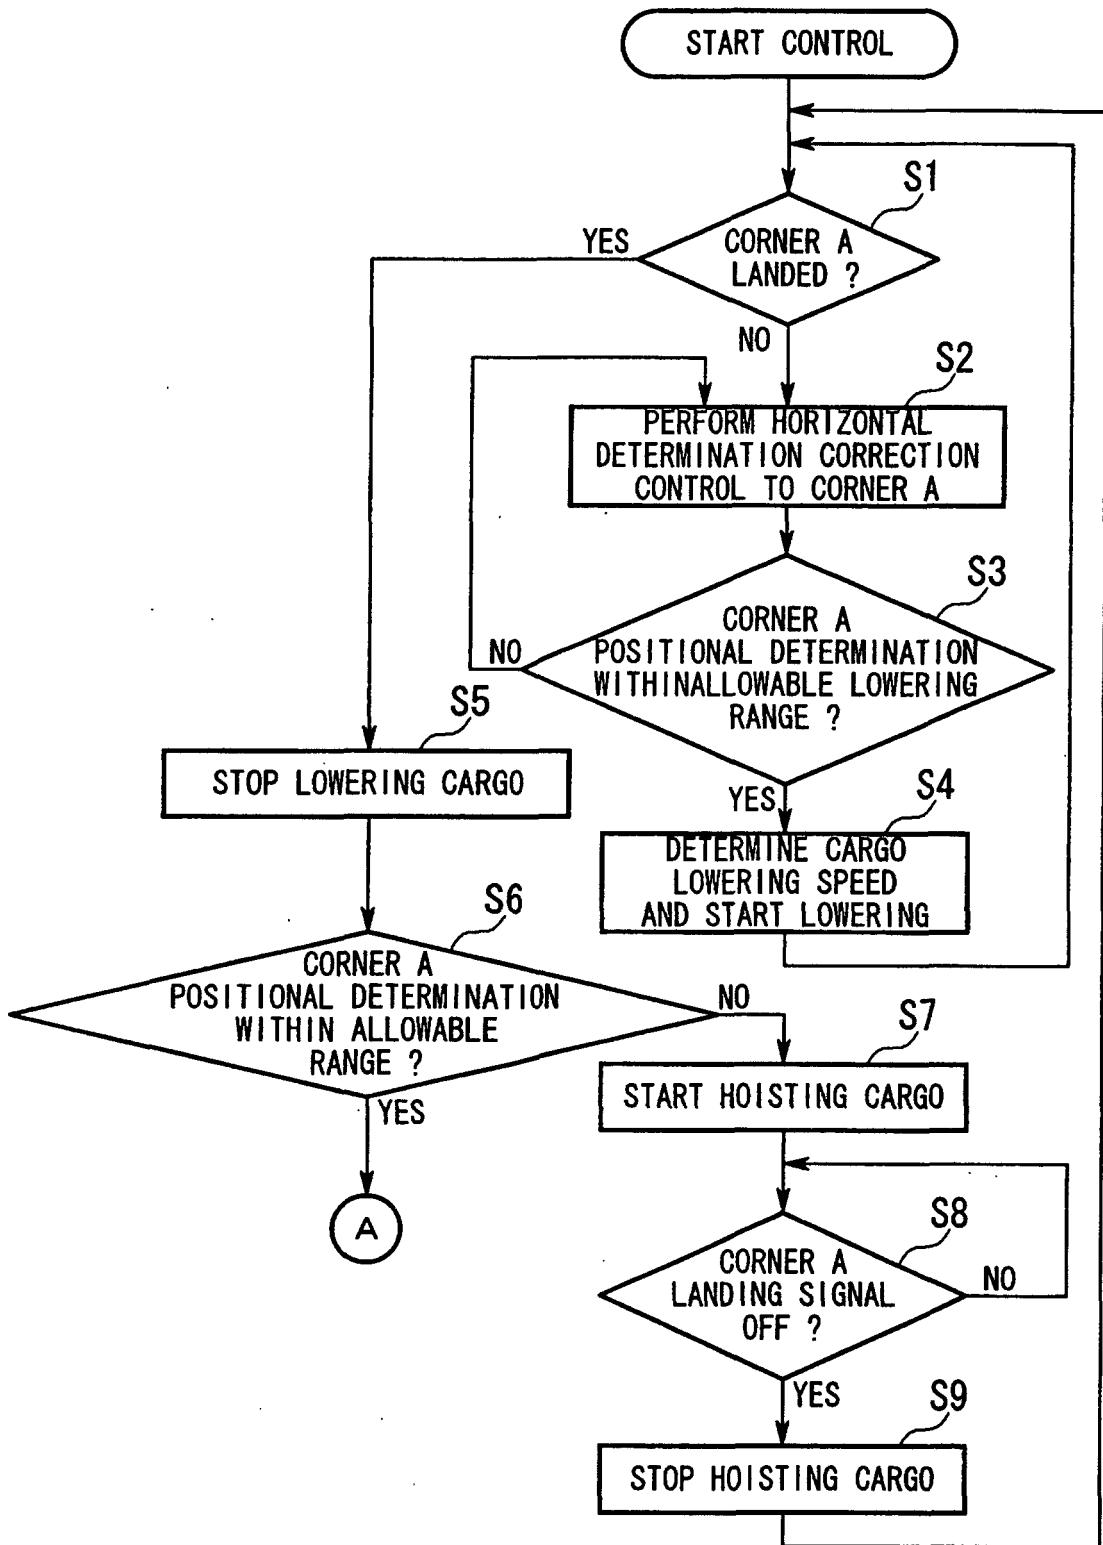 START CONTROL
S1
YES
CORNER A
LANDED ?
NO
S2
PERFORM HORIZONTAL
DETERMINATION CORRECTION
CONTROL TO CORNER A
S3
CORNER A
POSITIONAL DETERMINATION
WITHINALLOWABLE LOWERING
RANGE ?
NO
YES
S4
DETERMINE CARGO
LOWERING SPEED
AND START LOWERING
S5
STOP LOWERING CARGO
S6
CORNER A
POSITIONAL DETERMINATION
WITHIN ALLOWABLE
RANGE ?
NO
YES
A
S7
START HOISTING CARGO
S8
CORNER A
LANDING SIGNAL
OFF ?
NO
YES
S9
STOP HOISTING CARGO